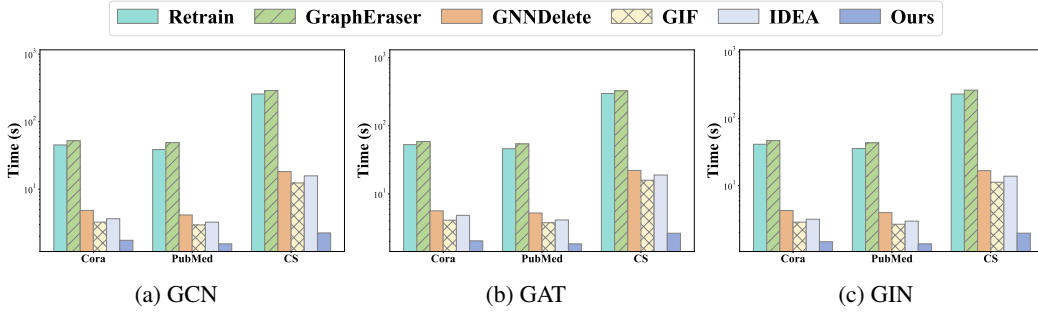 Retrain GraphEraser GNNDelete GIF IDEA Ours
Time (s)
10³
10²
10¹
Cora PubMed CS
(a) GCN
Time (s)
10³
10²
10¹
Cora PubMed CS
(b) GAT
Time (s)
10³
10²
10¹
Cora PubMed CS
(c) GIN